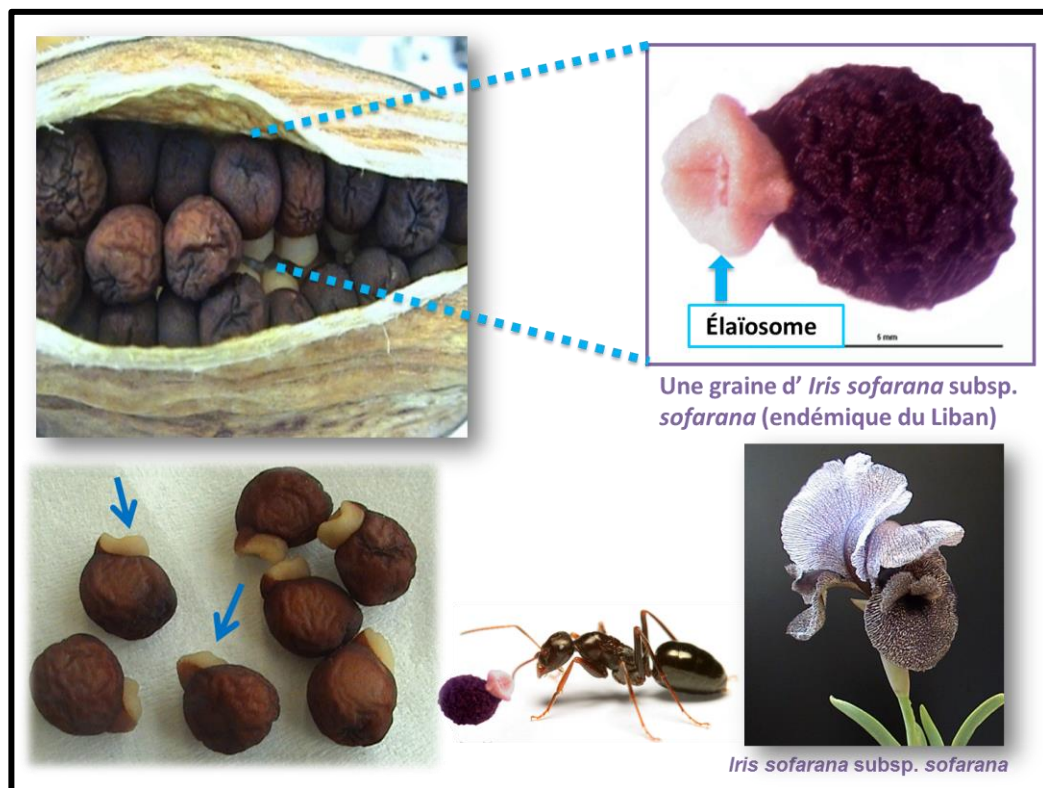 Élaïosome
6 mm
Une graine d' Iris sofarana subsp.
sofarana (endémique du Liban)
Iris sofarana subsp. sofarana